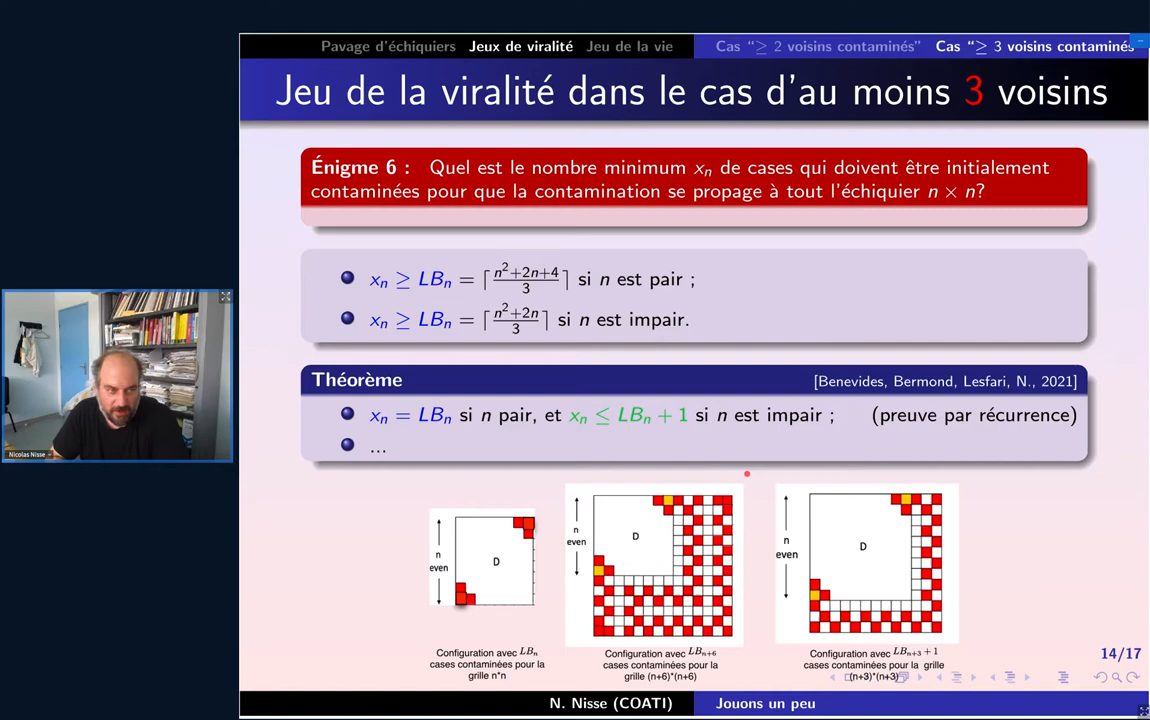 Pavage d'échiquiers Jeux de viralité Jeu de la vie
Cas "≥ 2 voisins contaminés" Cas "≥ 3 voisins contaminés
Jeu de la viralité dans le cas d'au moins 3 voisins
Énigme 6 : Quel est le nombre minimum xₙ de cases qui doivent être initialement
contaminées pour que la contamination se propage à tout l'échiquier n × n?
xₙ ≥ LBₙ = ⌈(n²+2n+4)/3⌉ si n est pair ;
xₙ ≥ LBₙ = ⌈(n²+2n)/3⌉ si n est impair.
Théorème [Benevides, Bermond, Lesfari, N., 2021]
xₙ = LBₙ si n pair, et xₙ ≤ LBₙ + 1 si n est impair ; (preuve par récurrence)
...
n
even
D
Configuration avec LBₙ
cases contaminées pour la
grille n*n
n
even
D
Configuration avec LBₙ₊₆
cases contaminées pour la
grille (n+6)*(n+6)
n
even
D
Configuration avec LBₙ₊₃ + 1
cases contaminées pour la grille
(n+3)*(n+3)
14/17
N. Nisse (COATI) Jouons un peu
Nicolas Nisse